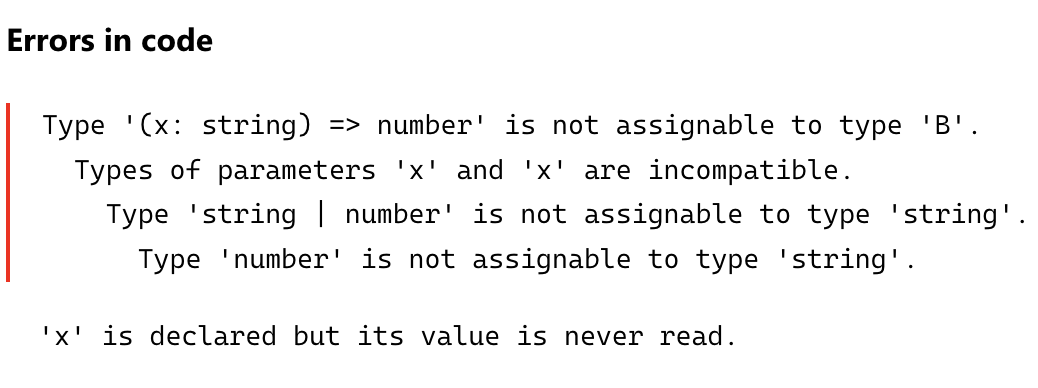 Errors in code
Type '(x: string) => number' is not assignable to type 'B'.
Types of parameters 'x' and 'x' are incompatible.
Type 'string | number' is not assignable to type 'string'.
Type 'number' is not assignable to type 'string'.
'x' is declared but its value is never read.